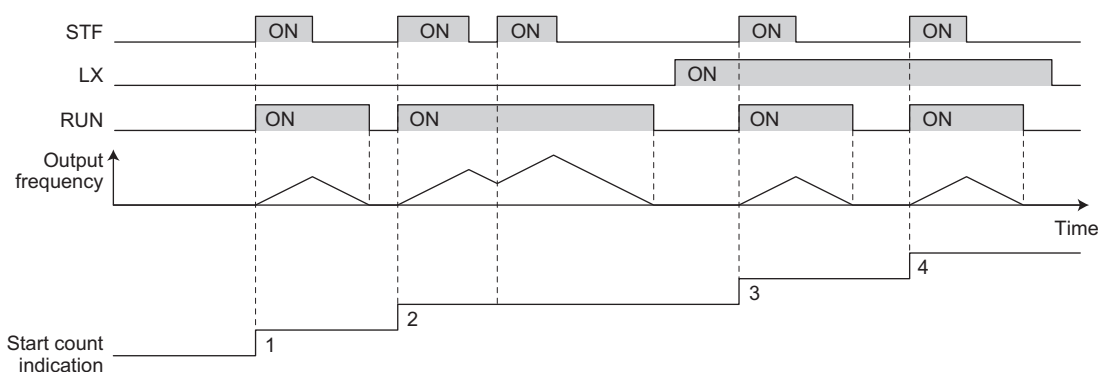 STF ON ON ON ON ON
LX ON
RUN ON ON ON ON
Output
frequency
Time
4
3
2
1
Start count
indication